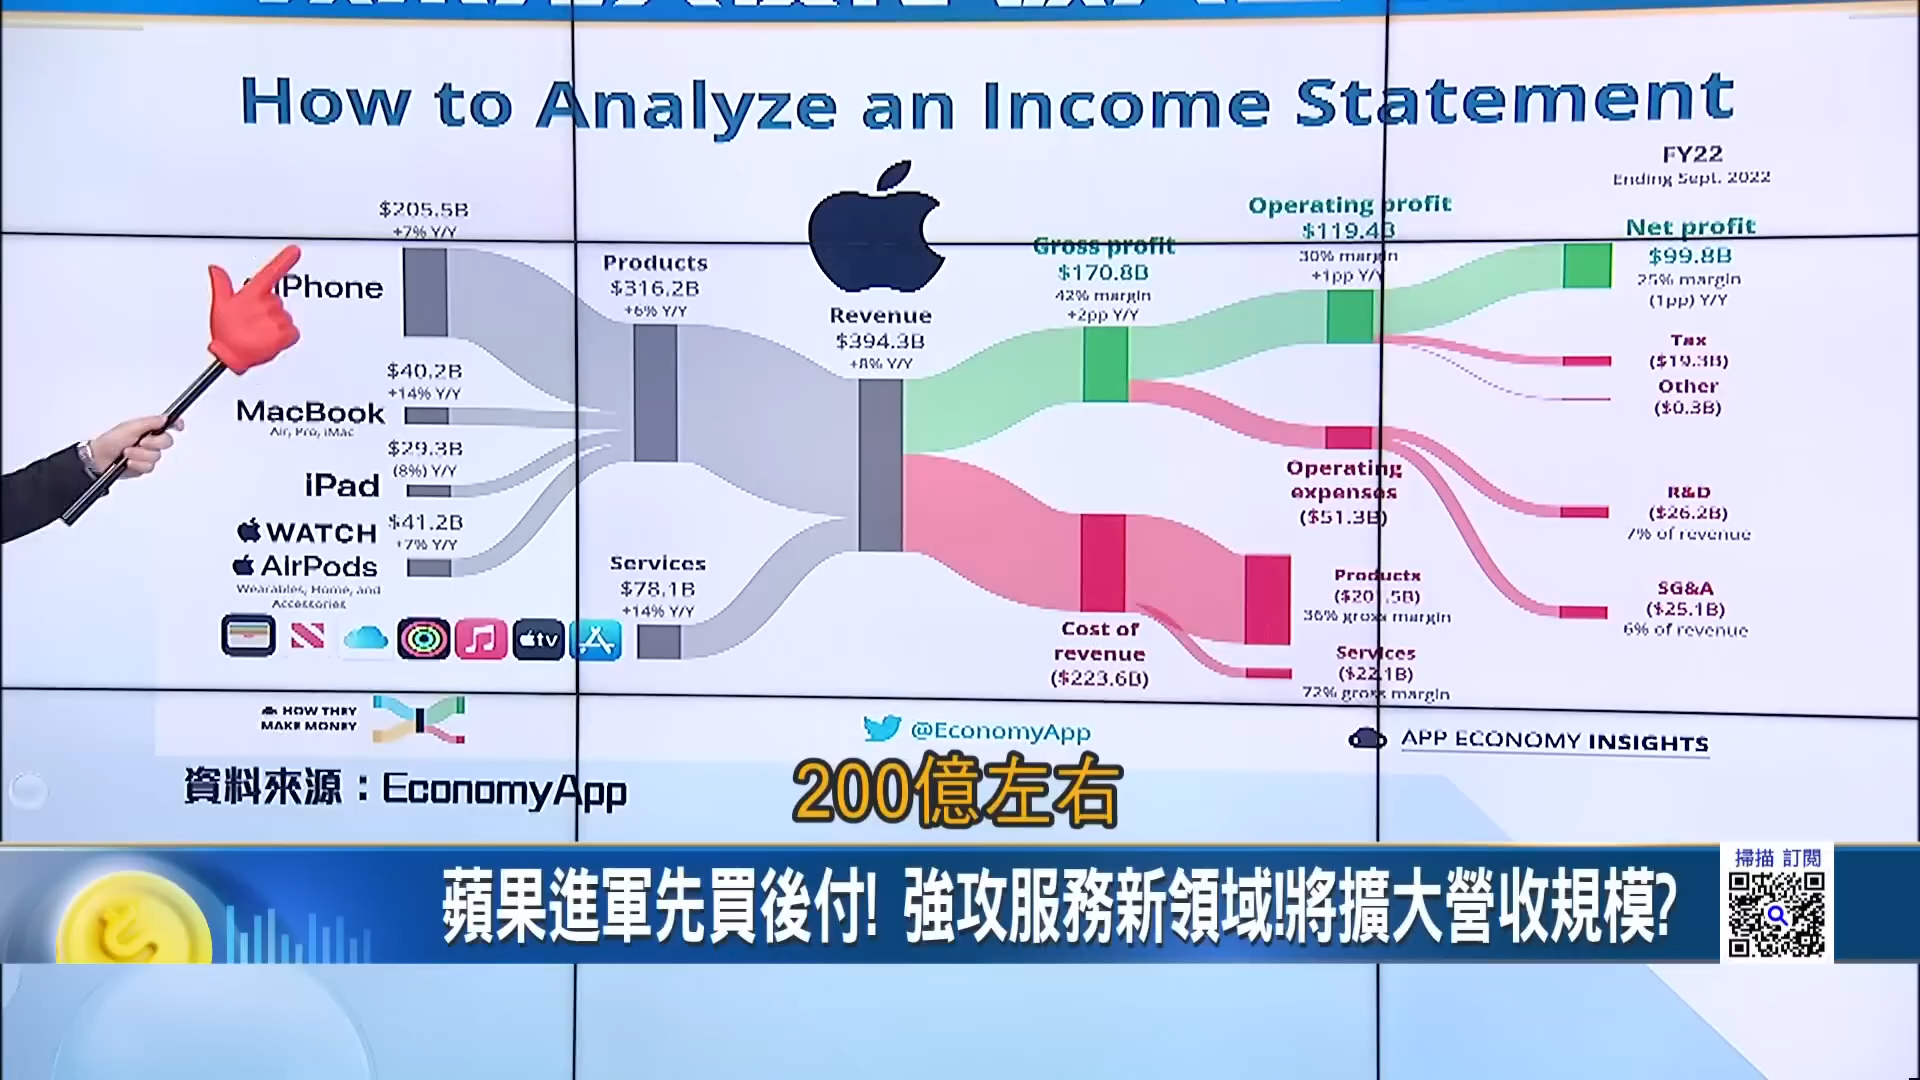 How to Analyze an Income Statement
FY22
Ending Sept. 2022
$205.5B
+7% Y/Y
iPhone
$40.2B
+14% Y/Y
MacBook
Air, Pro, iMac
$29.3B
(8%) Y/Y
iPad
$41.2B
+7% Y/Y
WATCH
AirPods
Wearables, Home, and
Accessories
tv
Products
$316.2B
+6% Y/Y
Services
$78.1B
+14% Y/Y
Revenue
$394.3B
+8% Y/Y
Gross profit
$170.8B
42% margin
+2pp Y/Y
Operating profit
$119.4B
30% margin
+1pp Y/Y
Net profit
$99.8B
25% margin
(1pp) Y/Y
Tax
($19.3B)
Other
($0.3B)
Operating
expenses
($51.3B)
R&D
($26.2B)
7% of revenue
SG&A
($25.1B)
6% of revenue
Cost of
revenue
($223.6B)
Products
36% gross margin
Services
($22.1B)
72% gross margin
HOW THEY
MAKE MONEY
@EconomyApp
APP ECONOMY INSIGHTS
資料來源：EconomyApp
200億左右
蘋果進軍先買後付! 強攻服務新領域!將擴大營收規模?
掃描 訂閱